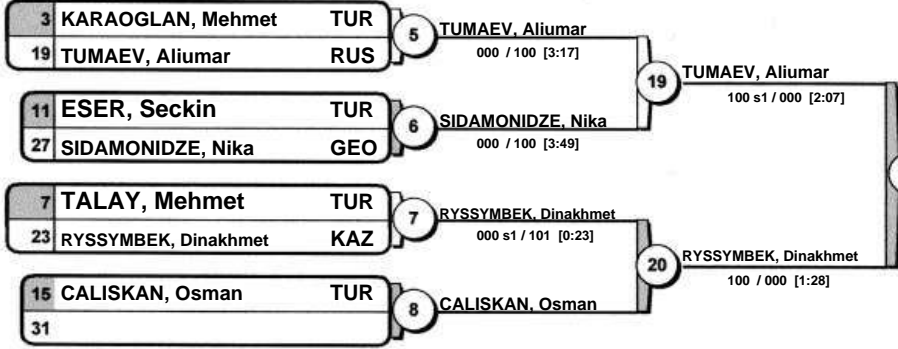 3 KARAOGLAN, Mehmet TUR
19 TUMAEV, Aliumar RUS
5
TUMAEV, Aliumar
000 / 100 [3:17]
11 ESER, Seckin TUR
27 SIDAMONIDZE, Nika GEO
6
SIDAMONIDZE, Nika
000 / 100 [3:49]
19
TUMAEV, Aliumar
100 s1 / 000 [2:07]
7 TALAY, Mehmet TUR
23 RYSSYMBEK, Dinakhmet KAZ
7
RYSSYMBEK, Dinakhmet
000 s1 / 101 [0:23]
15 CALISKAN, Osman TUR
31
8
CALISKAN, Osman
20
RYSSYMBEK, Dinakhmet
100 / 000 [1:28]